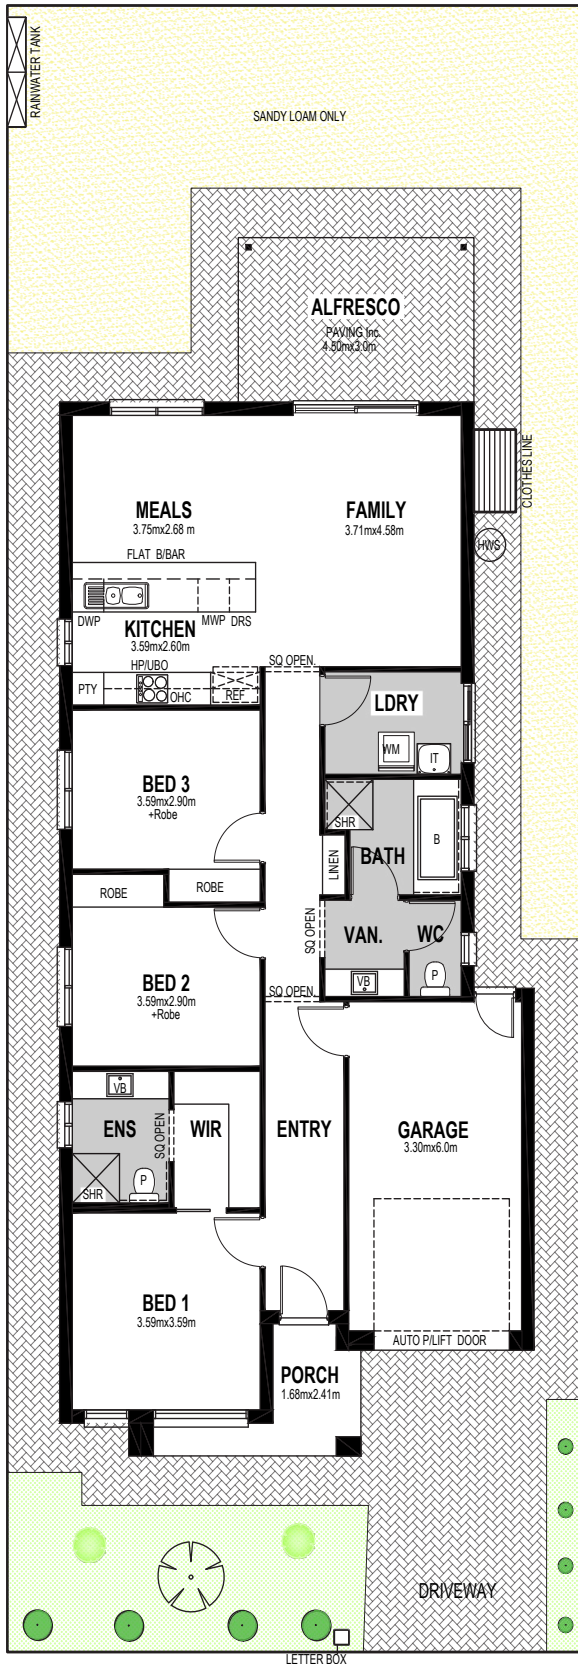 RAINWATER TANK
SANDY LOAM ONLY
ALFRESCO
PAVING Inc.
4.50mx3.0m
CLOTHES LINE
MEALS
3.75mx2.68 m
FAMILY
3.71mx4.58m
HWS
FLAT B/BAR
DWP
MWP
DRS
KITCHEN
3.59mx2.60m
HP/UBO
SQ OPEN.
PTY
OHC
REF
LDRY
WM
IT
BED 3
3.59mx2.90m
+Robe
SHR
BATH
B
LINEN
ROBE
ROBE
SQ OPEN
VAN.
WC
BED 2
3.59mx2.90m
+Robe
VB
P
SQ OPEN.
VB
ENS
SQ OPEN
WIR
ENTRY
GARAGE
3.30mx6.0m
SHR
P
BED 1
3.59mx3.59m
AUTO P/LIFT DOOR
PORCH
1.68mx2.41m
DRIVEWAY
LETTER BOX